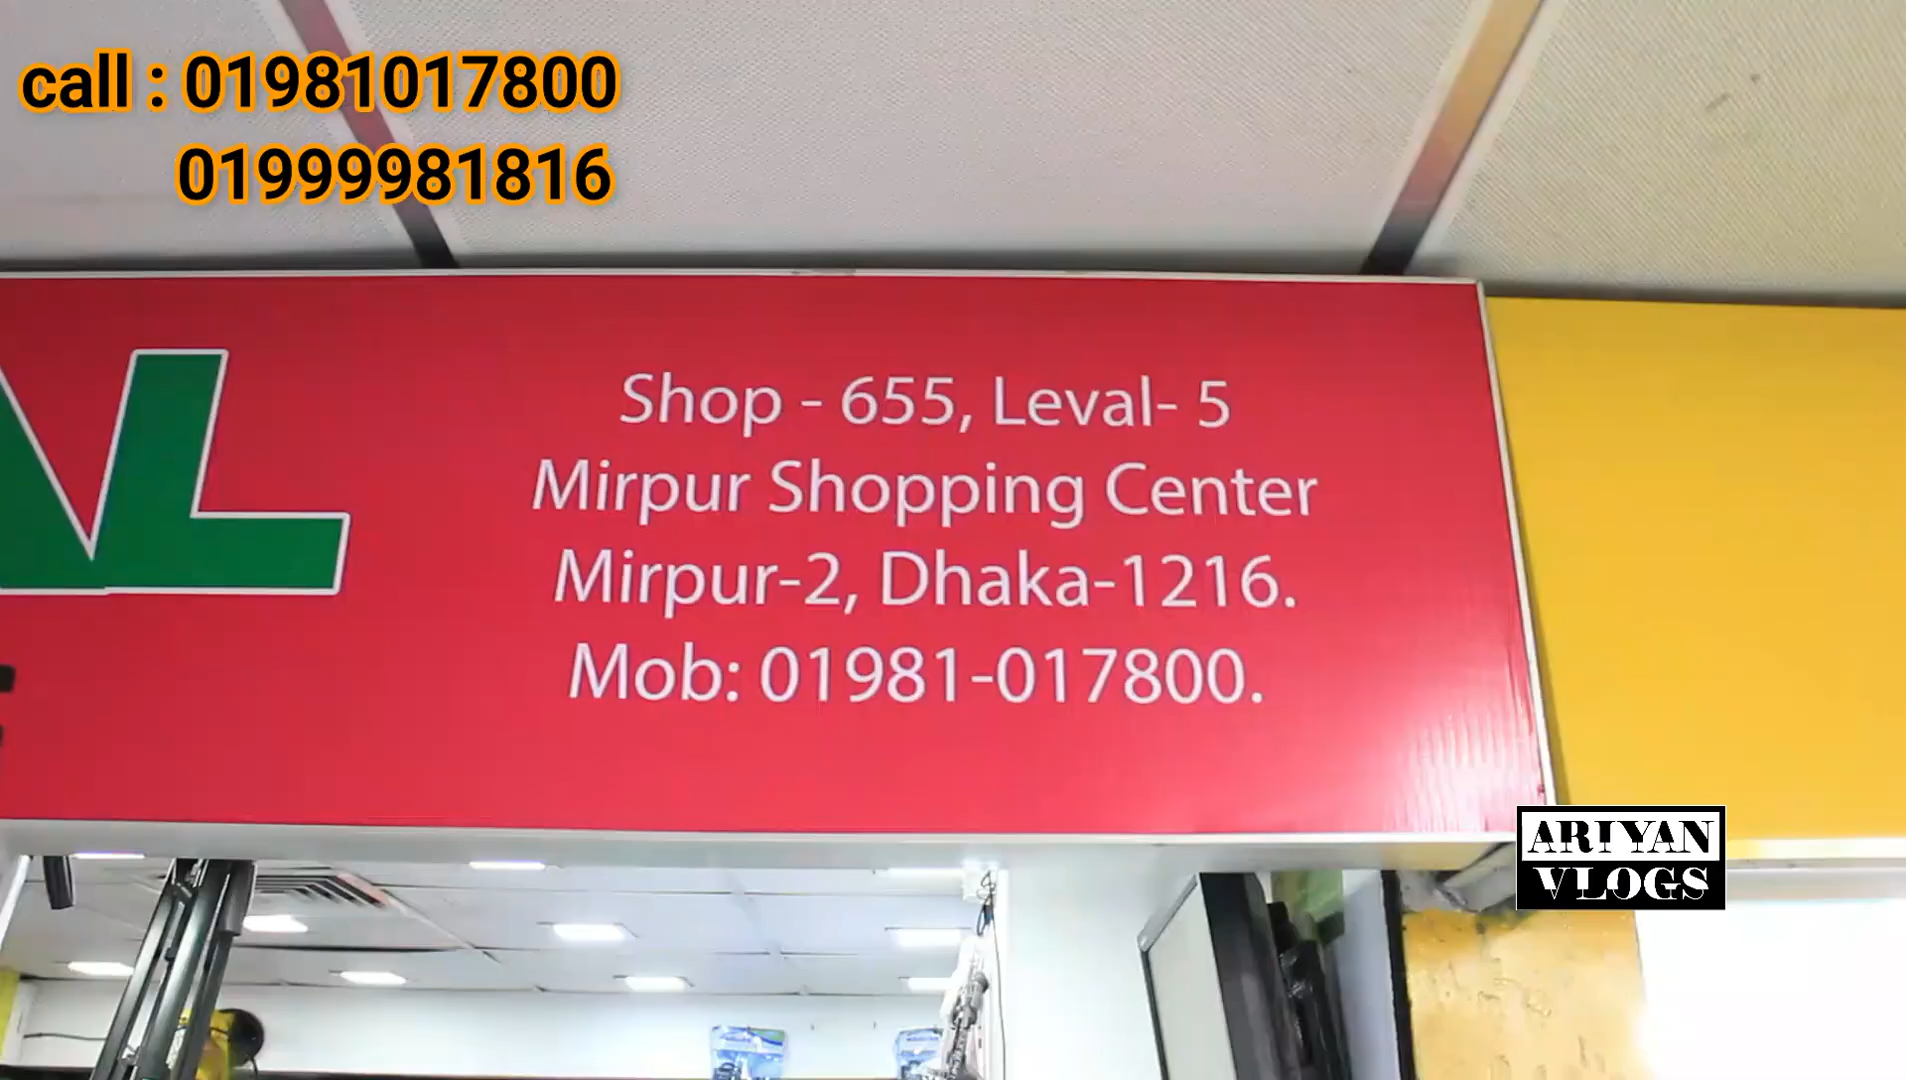 call : 01981017800
01999981816
Shop - 655, Leval- 5
Mirpur Shopping Center
Mirpur-2, Dhaka-1216.
Mob: 01981-017800.
ARIYAN
VLOGS